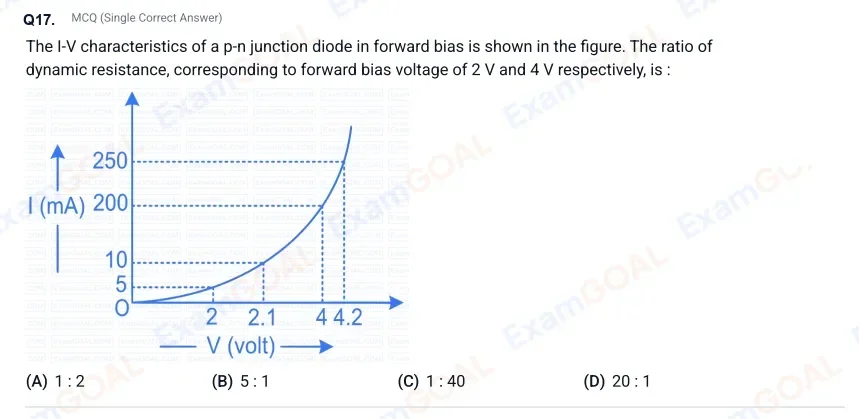 Q17. MCQ (Single Correct Answer)
The I-V characteristics of a p-n junction diode in forward bias is shown in the figure. The ratio of
dynamic resistance, corresponding to forward bias voltage of 2 V and 4 V respectively, is :
250
I (mA) 200
10
5
O
2 2.1 4 4.2
V (volt)
(A) 1 : 2 (B) 5 : 1 (C) 1 : 40 (D) 20 : 1
ExamGOAL